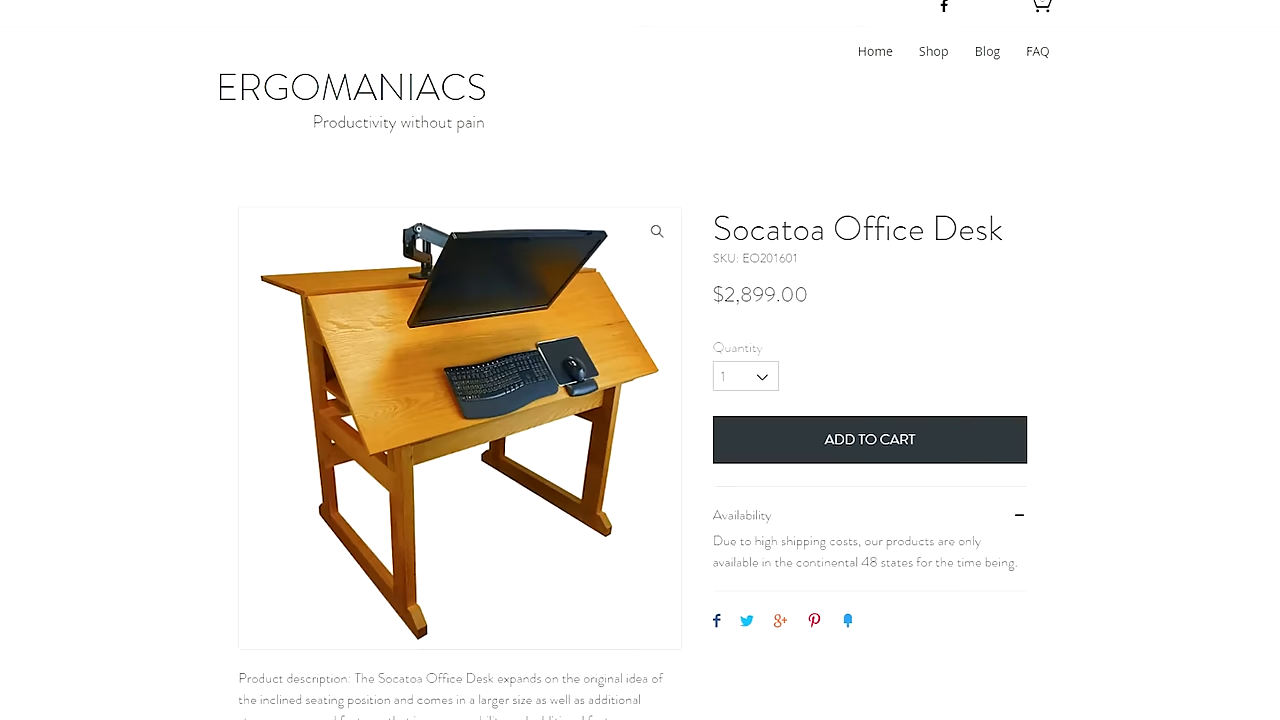 Home Shop Blog FAQ
ERGOMANIACS
Productivity without pain
Socatoa Office Desk
SKU: EO201601
$2,899.00
Quantity
1
ADD TO CART
Availability
Due to high shipping costs, our products are only
available in the continental 48 states for the time being.
Product description: The Socatoa Office Desk expands on the original idea of
the inclined seating position and comes in a larger size as well as additional